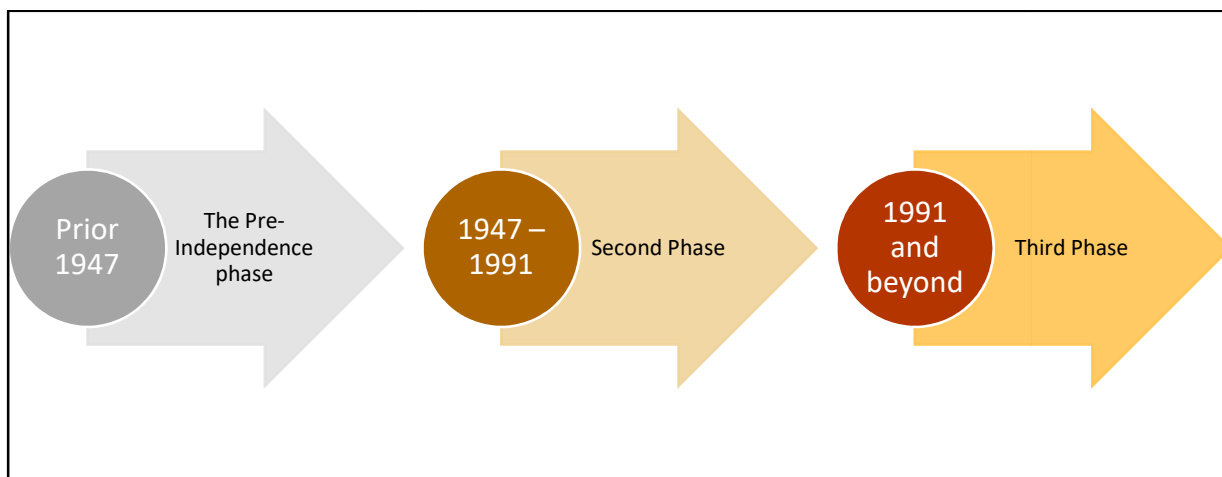 Prior
1947
The Pre-
Independence
phase
1947 –
1991
Second Phase
1991
and
beyond
Third Phase